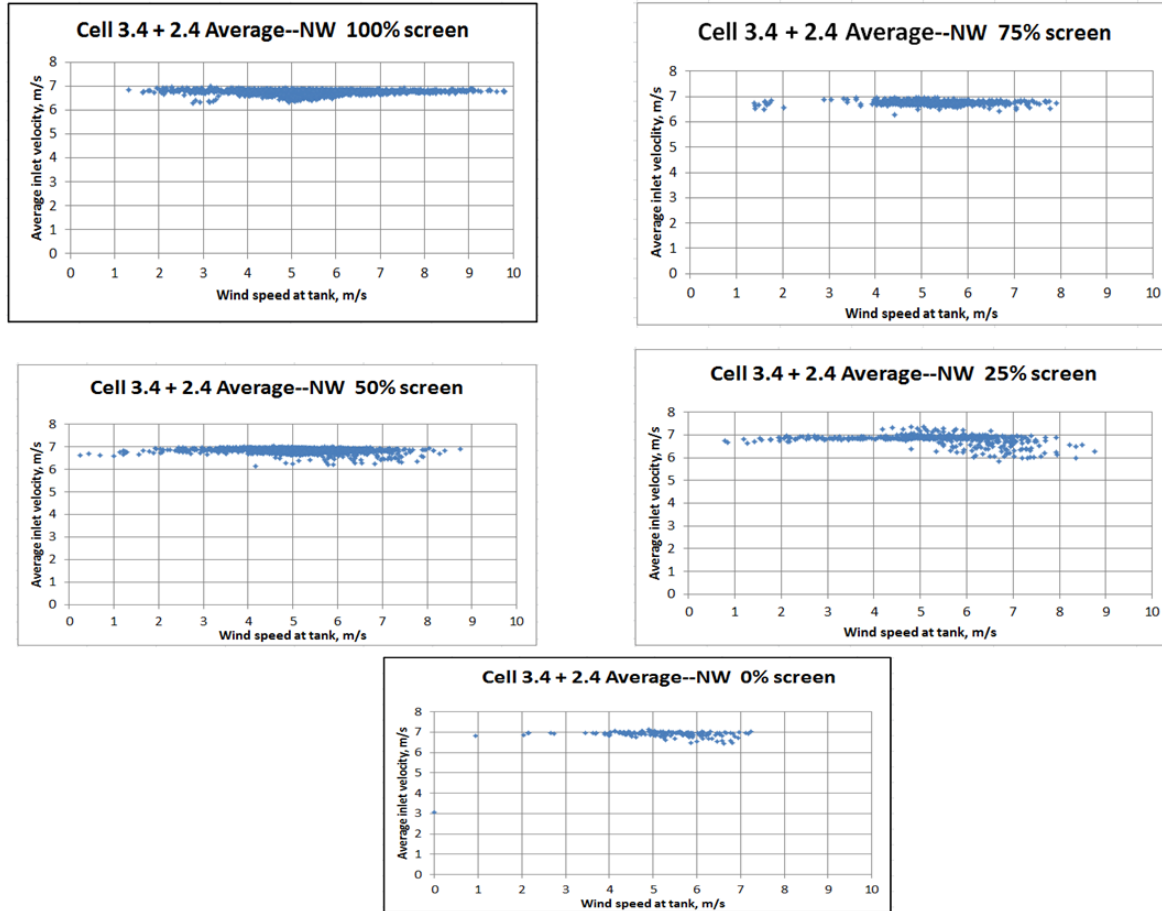 Cell 3.4 + 2.4 Average--NW 100% screen
Average inlet velocity, m/s
8
7
6
5
4
3
2
1
0
0 1 2 3 4 5 6 7 8 9 10
Wind speed at tank, m/s
Cell 3.4 + 2.4 Average--NW 75% screen
Average inlet velocity, m/s
8
7
6
5
4
3
2
1
0
0 1 2 3 4 5 6 7 8 9 10
Wind speed at tank, m/s
Cell 3.4 + 2.4 Average--NW 50% screen
Average inlet velocity, m/s
8
7
6
5
4
3
2
1
0
0 1 2 3 4 5 6 7 8 9 10
Wind speed at tank, m/s
Cell 3.4 + 2.4 Average--NW 25% screen
Average inlet velocity, m/s
8
7
6
5
4
3
2
1
0
0 1 2 3 4 5 6 7 8 9 10
Wind speed at tank, m/s
Cell 3.4 + 2.4 Average--NW 0% screen
Average inlet velocity, m/s
8
7
6
5
4
3
2
1
0
0 1 2 3 4 5 6 7 8 9 10
Wind speed at tank, m/s